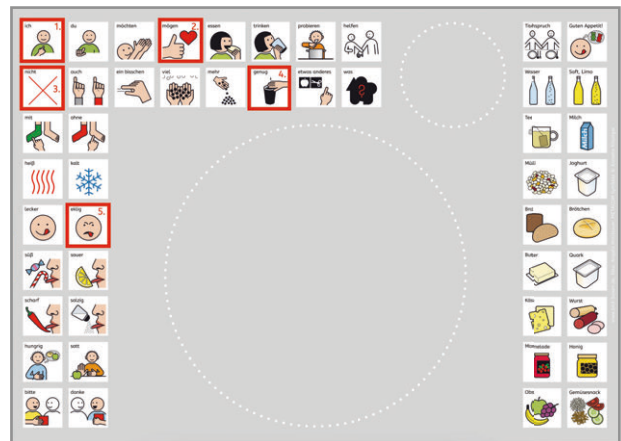 ich 1.
du
möchten
mögen 2.
essen
trinken
probieren
helfen
Tischspruch
Guten Appetit!
nicht 3.
auch
ein bisschen
viel
mehr
genug 4.
etwas anderes
was
?
Wasser
Saft, Limo
mit
ohne
Tee
Milch
Milch
heiß
kalt
Müsli
Joghurt
lecker
eklig 5.
Brot
Brötchen
süß
sauer
Butter
Quark
scharf
salzig
Käse
Wurst
hungrig
satt
Marmelade
Honig
bitte
danke
Obst
Gemüsesnack